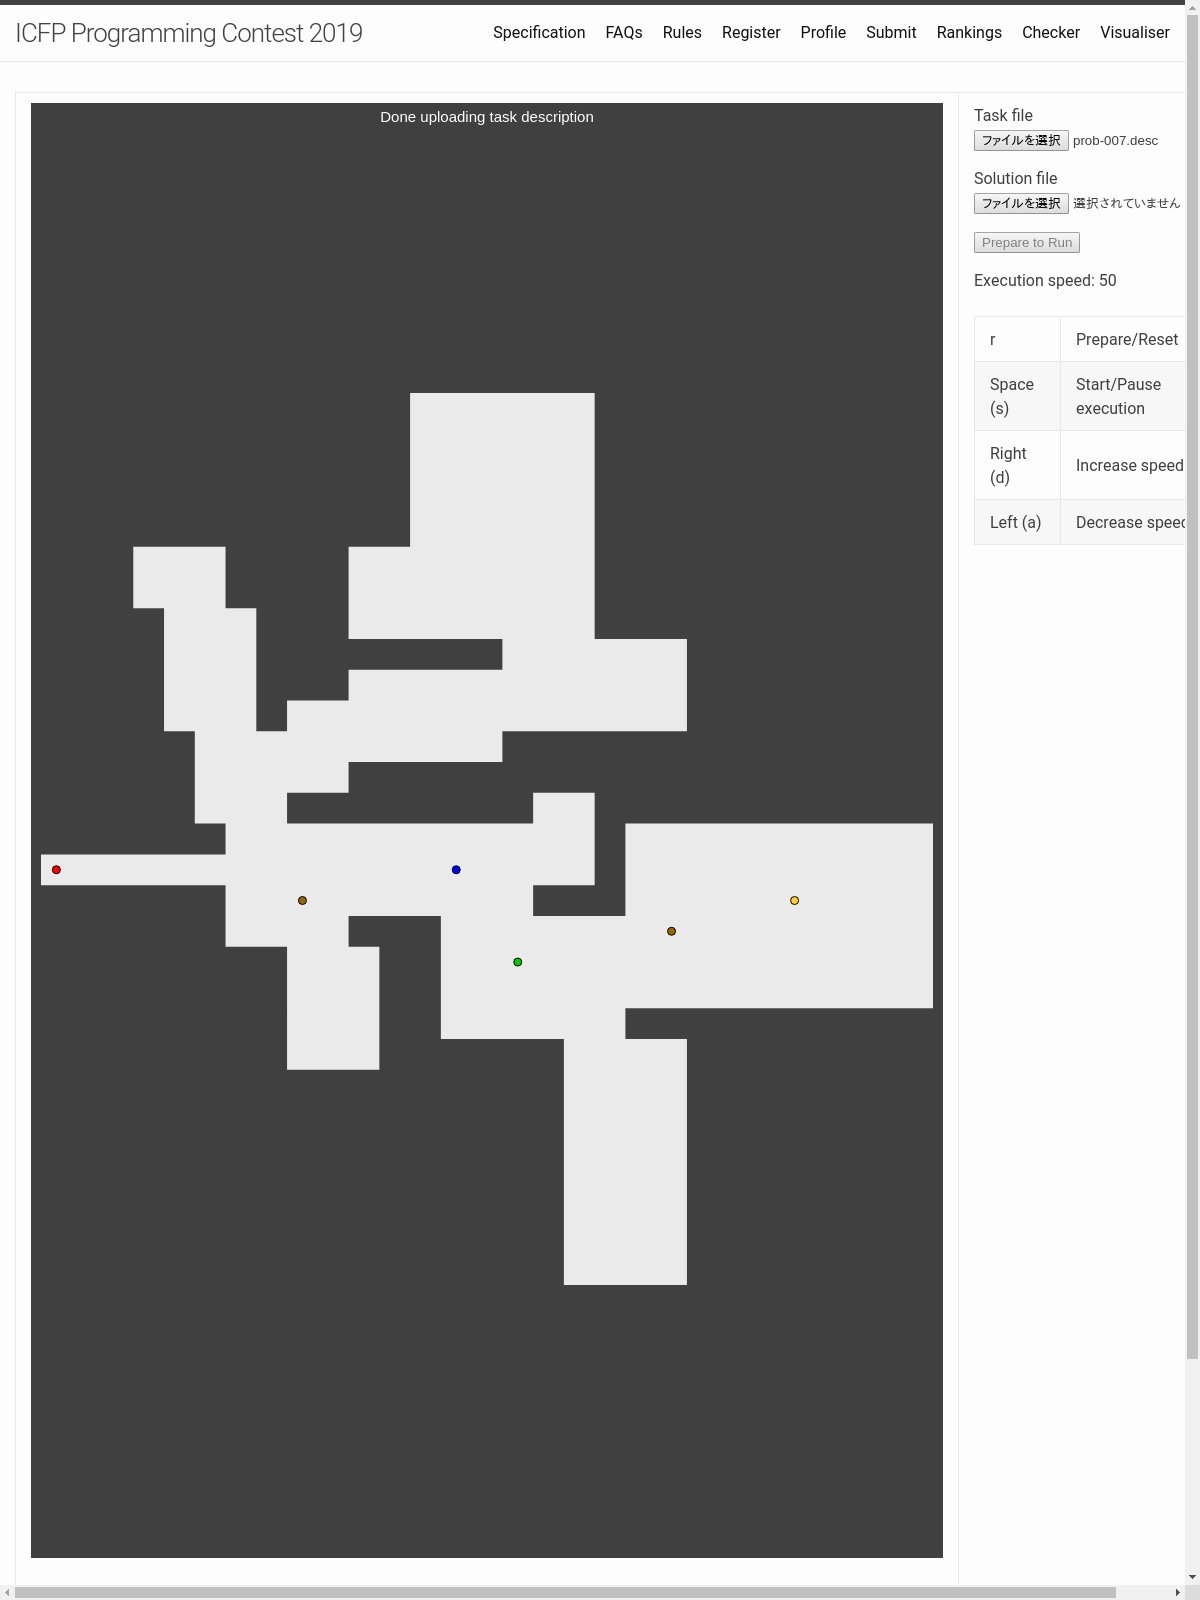 ICFP Programming Contest 2019
Specification FAQs Rules Register Profile Submit Rankings Checker Visualiser
Done uploading task description
Task file
ファイルを選択 prob-007.desc
Solution file
ファイルを選択 選択されていません
Prepare to Run
Execution speed: 50
r Prepare/Reset
Space (s) Start/Pause execution
Right (d) Increase speed
Left (a) Decrease speed